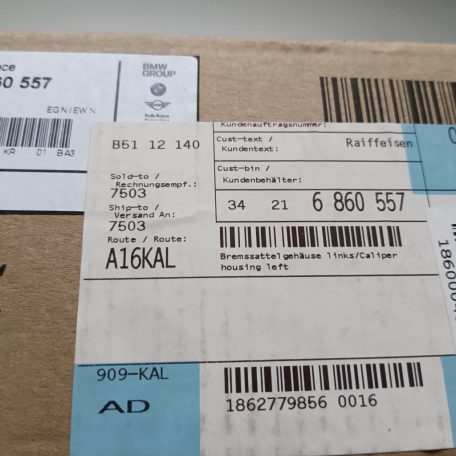 60 557
BMW
GROUP
EGN/EWN
KR 01 BA3
Kundenauftragsnummer:
B51 12 140
Cust-text /
Kundentext:
Raiffeisen
Cust-bin /
Kundenbehälter:
Sold-to /
Rechnungsempf.:
7503
34 21 6 860 557
Ship-to /
Versand An:
7503
Route / Route:
A16KAL
Bremssattelgehäuse links/Caliper
housing left
909-KAL
AD
1862779856 0016